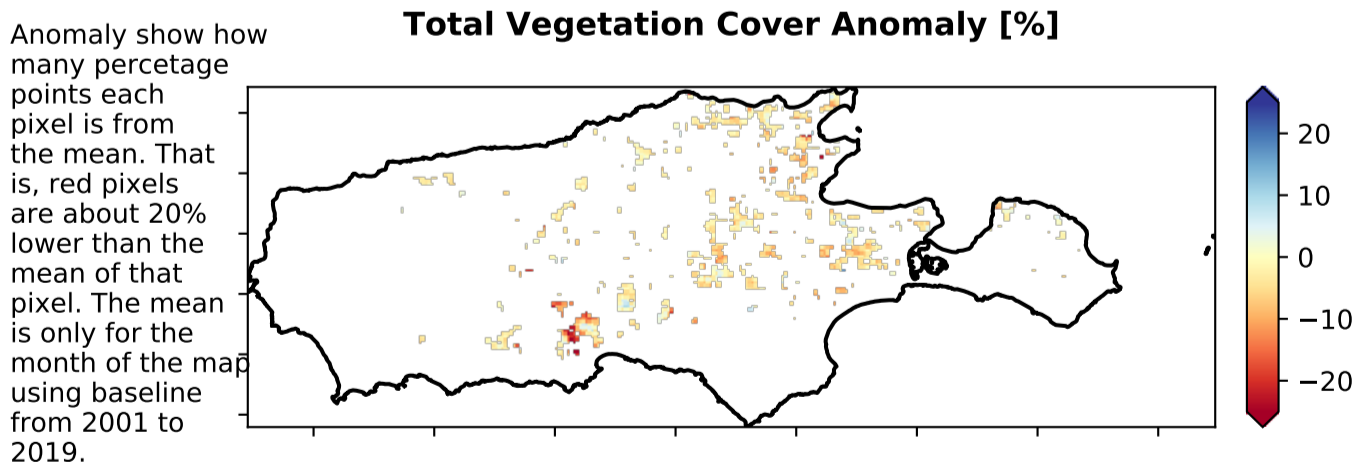 Total Vegetation Cover Anomaly [%]
Anomaly show how
many percetage
points each
pixel is from
the mean. That
is, red pixels
are about 20%
lower than the
mean of that
pixel. The mean
is only for the
month of the map
using baseline
from 2001 to
2019.
20
10
0
−10
−20